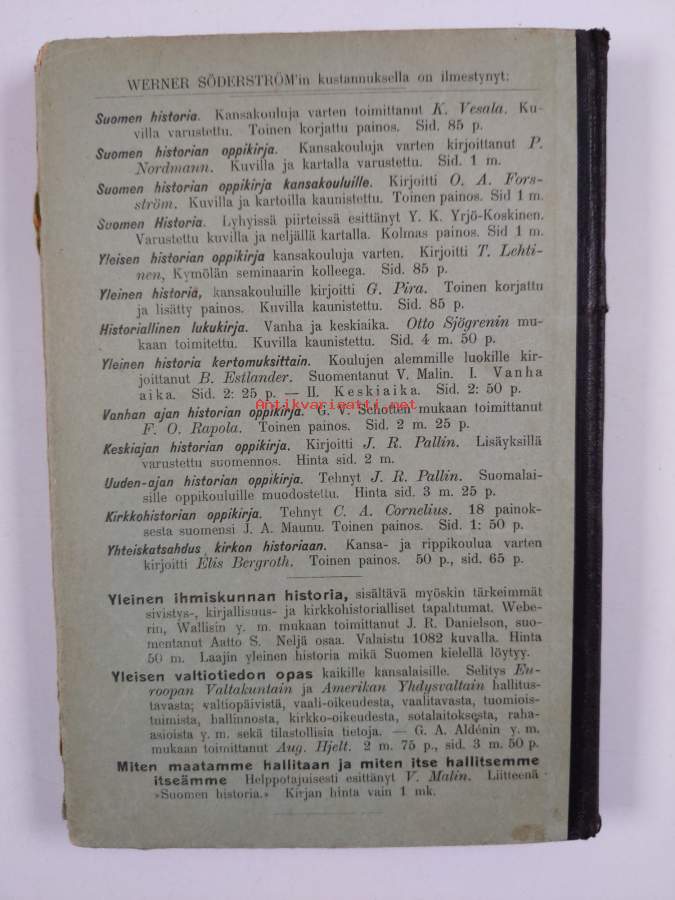 WERNER SÖDERSTRÖM'in kustannuksella on ilmestynyt:
Suomen historia. Kansakouluja varten toimittanut K. Vesala. Ku-
villa varustettu. Toinen korjattu painos. Sid. 85 p.
Suomen historian oppikirja. Kansakouluja varten kirjoittanut P.
Nordmann. Kuvilla ja kartalla varustettu. Sid. 1 m.
Suomen historian oppikirja kansakouluille. Kirjoitti O. A. Fors-
ström. Kuvilla ja kartoilla kaunistettu. Toinen painos. Sid 1 m.
Suomen Historia. Lyhyissä piirteissä esittänyt Y. K. Yrjö-Koskinen.
Varustettu kuvilla ja neljällä kartalla. Kolmas painos. Sid 1 m.
Yleisen historian oppikirja kansakouluja varten. Kirjoitti T. Lehti-
nen, Kymölän seminaarin kolleega. Sid. 85 p.
Yleinen historia, kansakouluille kirjoitti G. Pira. Toinen korjattu
ja lisätty painos. Kuvilla kaunistettu. Sid. 85 p.
Historiallinen lukukirja. Vanha ja keskiaika. Otto Sjögrenin mu-
kaan toimitettu. Kuvilla kaunistettu. Sid. 4 m. 50 p.
Yleinen historia kertomuksittain. Koulujen alemmille luokille kir-
joittanut B. Estlander. Suomentanut V. Malin. I. Vanha
aika. Sid. 2: 25 p. — II. Keskiaika. Sid. 2: 50 p.
Antikvariaatti.net
Vanhan ajan historian oppikirja. G. V. Schotten mukaan toimittanut
F. O. Rapola. Toinen painos. Sid. 2 m. 25 p.
Keskiajan historian oppikirja. Kirjoitti J. R. Pallin. Lisäyksillä
varustettu suomennos. Hinta sid. 2 m.
Uuden-ajan historian oppikirja. Tehnyt J. R. Pallin. Suomalai-
sille oppikouluille muodostettu. Hinta sid. 3 m. 25 p.
Kirkkohistorian oppikirja. Tehnyt C. A. Cornelius. 18 painok-
sesta suomensi J. A. Maunu. Toinen painos. Sid. 1: 50 p.
Yhteiskatsahdus kirkon historiaan. Kansa- ja rippikoulua varten
kirjoitti Elis Bergroth. Toinen painos. 50 p., sid. 65 p.
Yleinen ihmiskunnan historia, sisältävä myöskin tärkeimmät
sivistys-, kirjallisuus- ja kirkkohistorialliset tapahtumat. Webe-
rin, Wallisin y. m. mukaan toimittanut J. R. Danielson, suo-
mentanut Aatto S. Neljä osaa. Valaistu 1082 kuvalla. Hinta
50 m. Laajin yleinen historia mikä Suomen kielellä löytyy.
Yleisen valtiotiedon opas kaikille kansalaisille. Selitys Eu-
roopan Valtakuntain ja Amerikan Yhdysvaltain hallitus-
tavasta; valtiopäivistä, vaali-oikeudesta, vaalitavasta, tuomiois-
tuimista, hallinnosta, kirkko-oikeudesta, sotalaitoksesta, raha-
asioista y. m. sekä tilastollisia tietoja. — G. A. Aldénin y. m.
mukaan toimittanut Aug. Hjelt. 2 m. 75 p., sid. 3 m. 50 p.
Miten maatamme hallitaan ja miten itse hallitsemme
itseämme Helppotajuisesti esittänyt V. Malin. Liitteenä
»Suomen historia.» Kirjan hinta vain 1 mk.